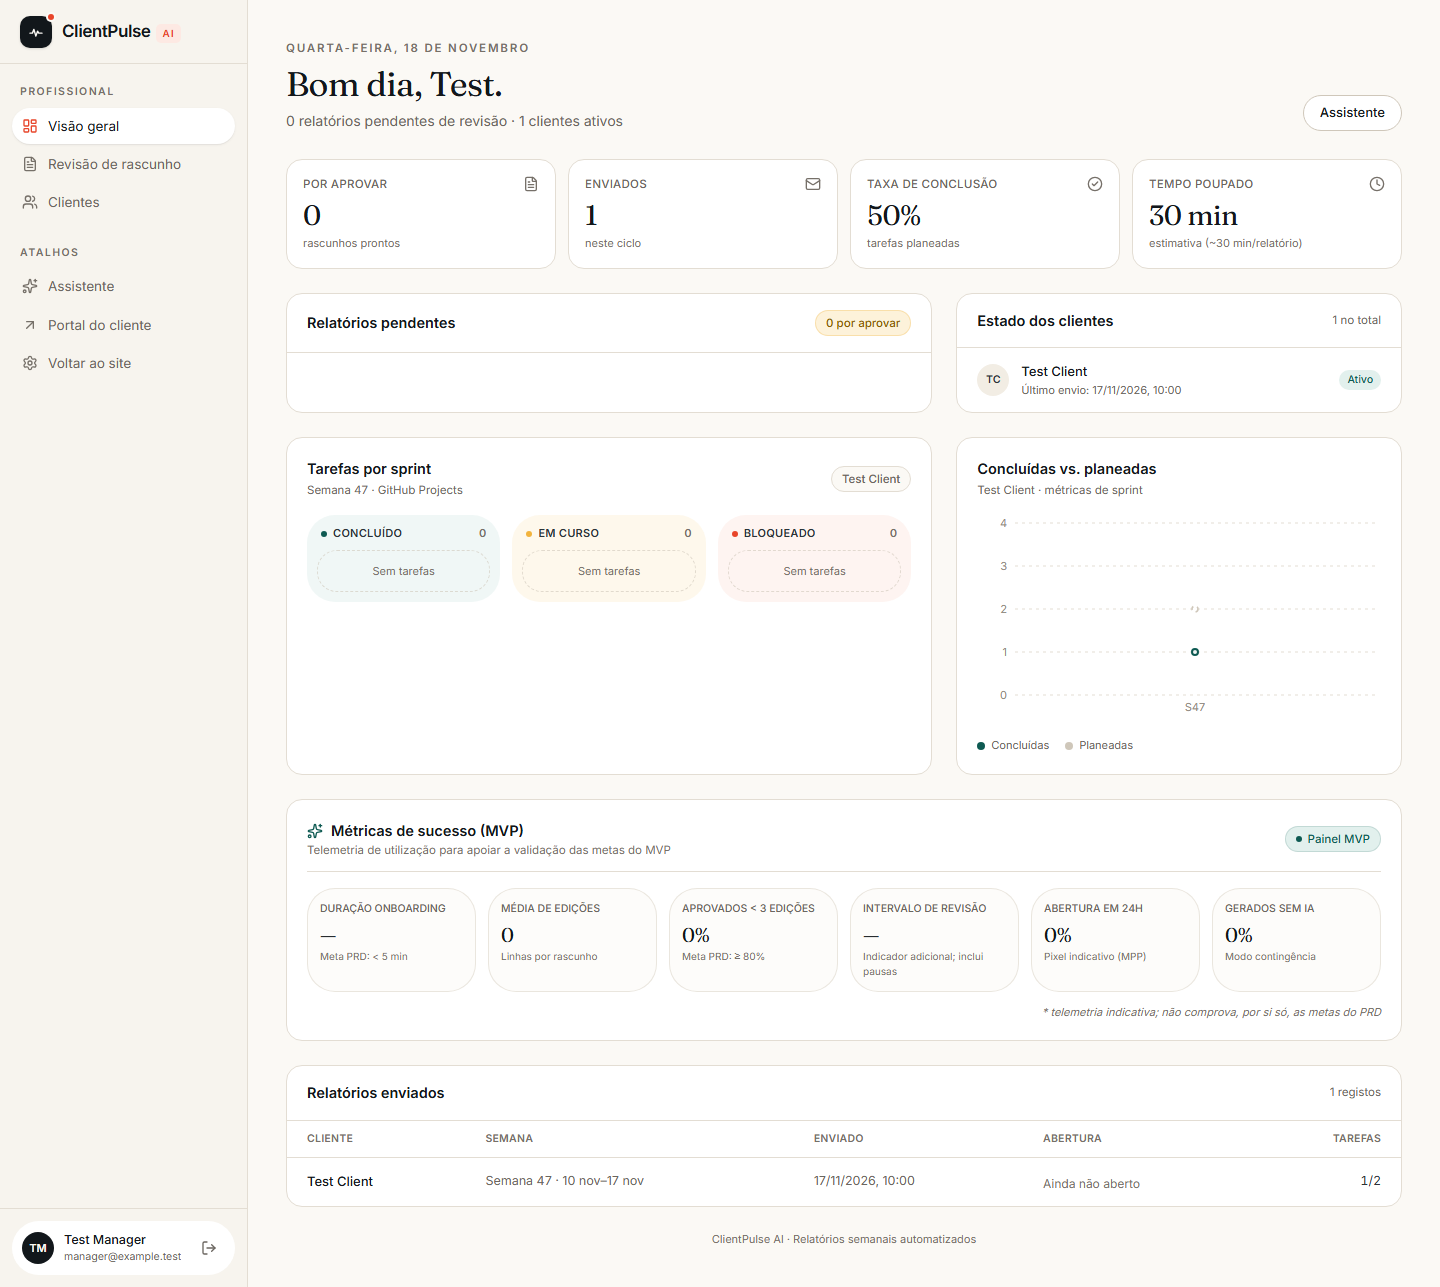 ClientPulse AI
PROFISSIONAL
Visão geral
Revisão de rascunho
Clientes
ATALHOS
Assistente
Portal do cliente
Voltar ao site
TM
Test Manager
manager@example.test
QUARTA-FEIRA, 18 DE NOVEMBRO
Bom dia, Test.
0 relatórios pendentes de revisão · 1 clientes ativos
Assistente
POR APROVAR
0
rascunhos prontos
ENVIADOS
1
neste ciclo
TAXA DE CONCLUSÃO
50%
tarefas planeadas
TEMPO POUPADO
30 min
estimativa (~30 min/relatório)
Relatórios pendentes
0 por aprovar
Estado dos clientes
1 no total
TC
Test Client
Último envio: 17/11/2026, 10:00
Ativo
Tarefas por sprint
Semana 47 · GitHub Projects
Test Client
CONCLUÍDO 0
Sem tarefas
EM CURSO 0
Sem tarefas
BLOQUEADO 0
Sem tarefas
Concluídas vs. planeadas
Test Client · métricas de sprint
4
3
2
1
0
S47
Concluídas Planeadas
Métricas de sucesso (MVP)
Telemetria de utilização para apoiar a validação das metas do MVP
Painel MVP
DURAÇÃO ONBOARDING
—
Meta PRD: < 5 min
MÉDIA DE EDIÇÕES
0
Linhas por rascunho
APROVADOS < 3 EDIÇÕES
0%
Meta PRD: ≥ 80%
INTERVALO DE REVISÃO
—
Indicador adicional; inclui
pausas
ABERTURA EM 24H
0%
Pixel indicativo (MPP)
GERADOS SEM IA
0%
Modo contingência
* telemetria indicativa; não comprova, por si só, as metas do PRD
Relatórios enviados
1 registos
CLIENTE SEMANA ENVIADO ABERTURA TAREFAS
Test Client Semana 47 · 10 nov–17 nov 17/11/2026, 10:00 Ainda não aberto 1/2
ClientPulse AI · Relatórios semanais automatizados